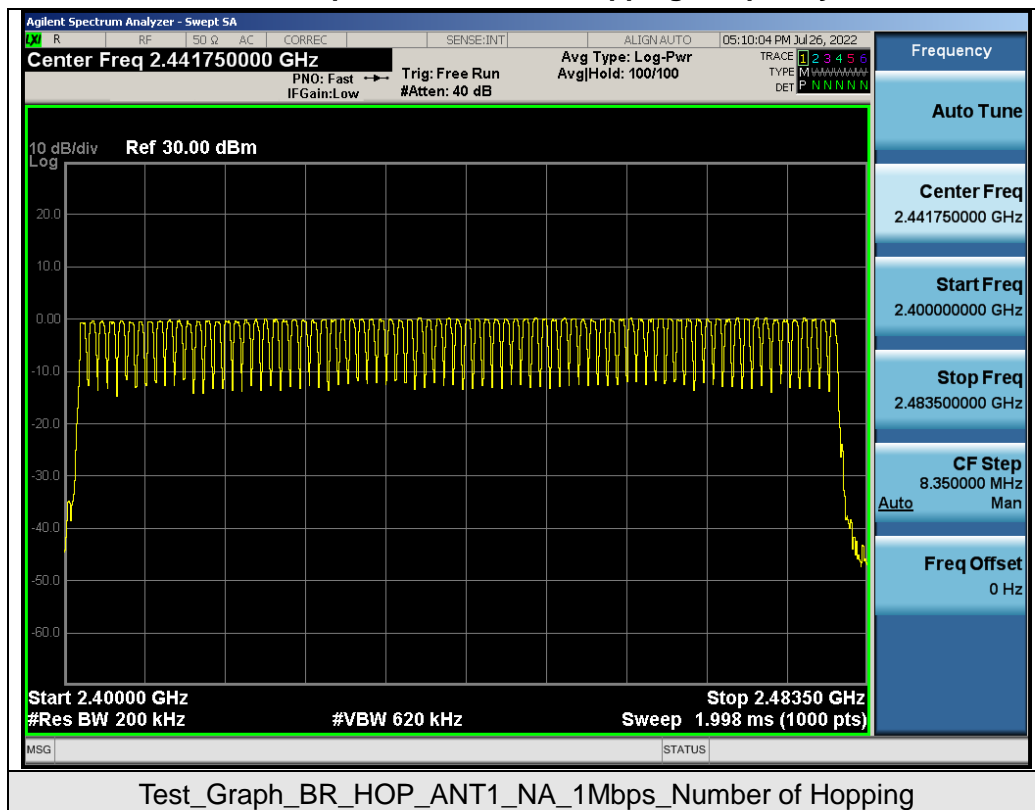 Agilent Spectrum Analyzer - Swept SA
LXI R RF 50 Ω AC CORREC SENSE:INT ALIGN AUTO 05:10:04 PM Jul 26, 2022
Center Freq 2.441750000 GHz
PNO: Fast
IFGain:Low
Trig: Free Run
#Atten: 40 dB
Avg Type: Log-Pwr
Avg|Hold: 100/100
TRACE 1 2 3 4 5 6
TYPE M
DET P N N N N N
10 dB/div Ref 30.00 dBm
Log
20.0
10.0
0.00
-10.0
-20.0
-30.0
-40.0
-50.0
-60.0
Start 2.40000 GHz Stop 2.48350 GHz
#Res BW 200 kHz #VBW 620 kHz Sweep 1.998 ms (1000 pts)
MSG STATUS
Frequency
Auto Tune
Center Freq
2.441750000 GHz
Start Freq
2.400000000 GHz
Stop Freq
2.483500000 GHz
CF Step
8.350000 MHz
Auto Man
Freq Offset
0 Hz
Test_Graph_BR_HOP_ANT1_NA_1Mbps_Number of Hopping